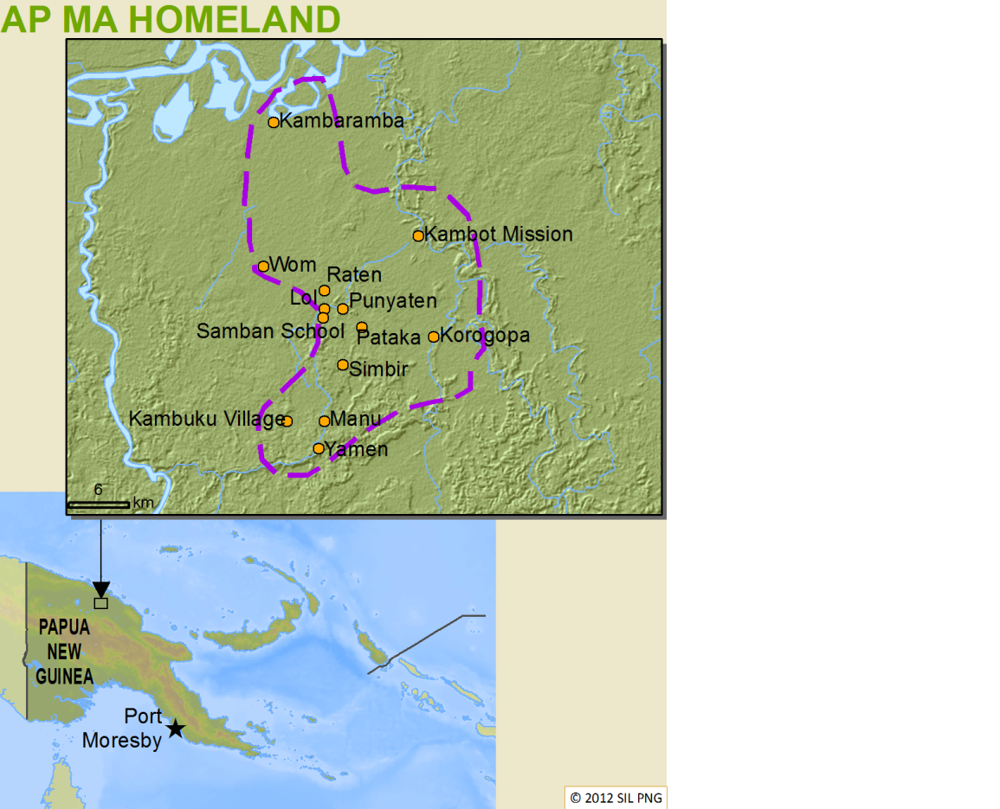 AP MA HOMELAND
Kambaramba
Kambot Mission
Wom
Raten
Lol
Punyaten
Samban School
Pataka
Korogopa
Simbir
Kambuku Village
Manu
Yamen
6
km
PAPUA
NEW
GUINEA
Port
Moresby
© 2012 SIL PNG